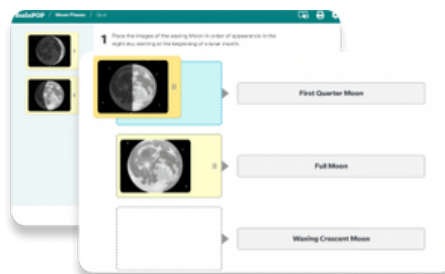 BrainPOP / Moon Phases / Quiz
1 Place the images of the waxing Moon in order of appearance in the
night sky, starting at the beginning of a lunar month.
First Quarter Moon
Full Moon
Waxing Crescent Moon